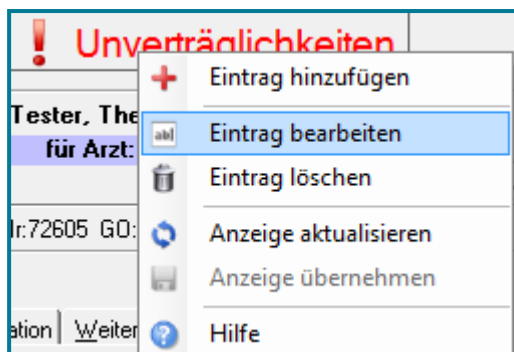 ! Unverträglichkeiten
Eintrag hinzufügen
Tester, The
abl Eintrag bearbeiten
für Arzt:
Eintrag löschen
lr:72605 GO: Anzeige aktualisieren
Anzeige übernehmen
ation Weiter
? Hilfe